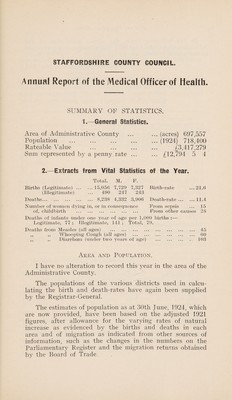 STAFFORDSHIRE COUNTY COUNCIL.
Annual Report of the Medical Officer of Health.
SUMMARY OF STATISTICS.
1.—General Statistics.
Area of Administrative County ... ... (acres) 697,557
Population ... ... ... ... (1924) 718,400
Rateable Value ... ... ... ... £3,417,279
Sum represented by a penny rate ... ... £12,794 5 4
2.—Extracts from Vital Statistics of the Year.
Total. M. F.
Births (Legitimate) ... ... 15,056 7,729 7,327 Birth-rate ... 21.6
(Illegitimate) ... ... 490 247 243
Deaths... ... ... ... 8,238 4,332 3,906 Death-rate ... 11.4
Number of women dying in, or in consequence From sepsis ... 15
of, childbirth ... ... ... ... From other causes 29
Deaths of infants under one year of age per 1,000 births:—
Legitimate, 77; Illegitimate, 141; Total, 79.
Deaths from Measles (all ages) ... ... ... ... 45
„ „ Whooping Cough (all ages) ... ... ... 90
„ „ Diarrhœa (under two years of age) ... ... 103
AREA AND POPULATION.
I have no alteration to record this year in the area of the
Administrative County.
The populations of the various districts used in calcu-
lating the birth and death-rates have again been supplied
by the Registrar-General.
The estimates of population as at 30th June, 1924, which
are now provided, have been based on the adjusted 1921
figures, after allowance for the varying rates of natural
increase as evidenced by the births and deaths in each
area and of migration as indicated from other sources of
information, such as the changes in the numbers on the
Parliamentary Register and the migration returns obtained
by the Board of Trade.